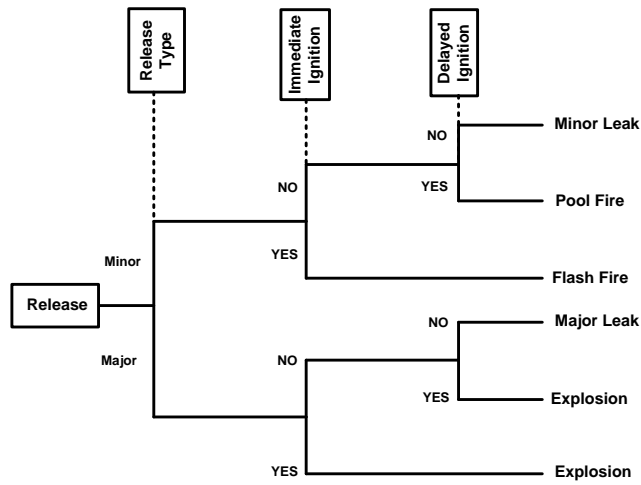 Release
Type
Immediate
Ignition
Delayed
Ignition
NO
Minor Leak
NO
YES
Pool Fire
Minor
YES
Flash Fire
Release
NO
Major Leak
Major
NO
YES
Explosion
YES
Explosion